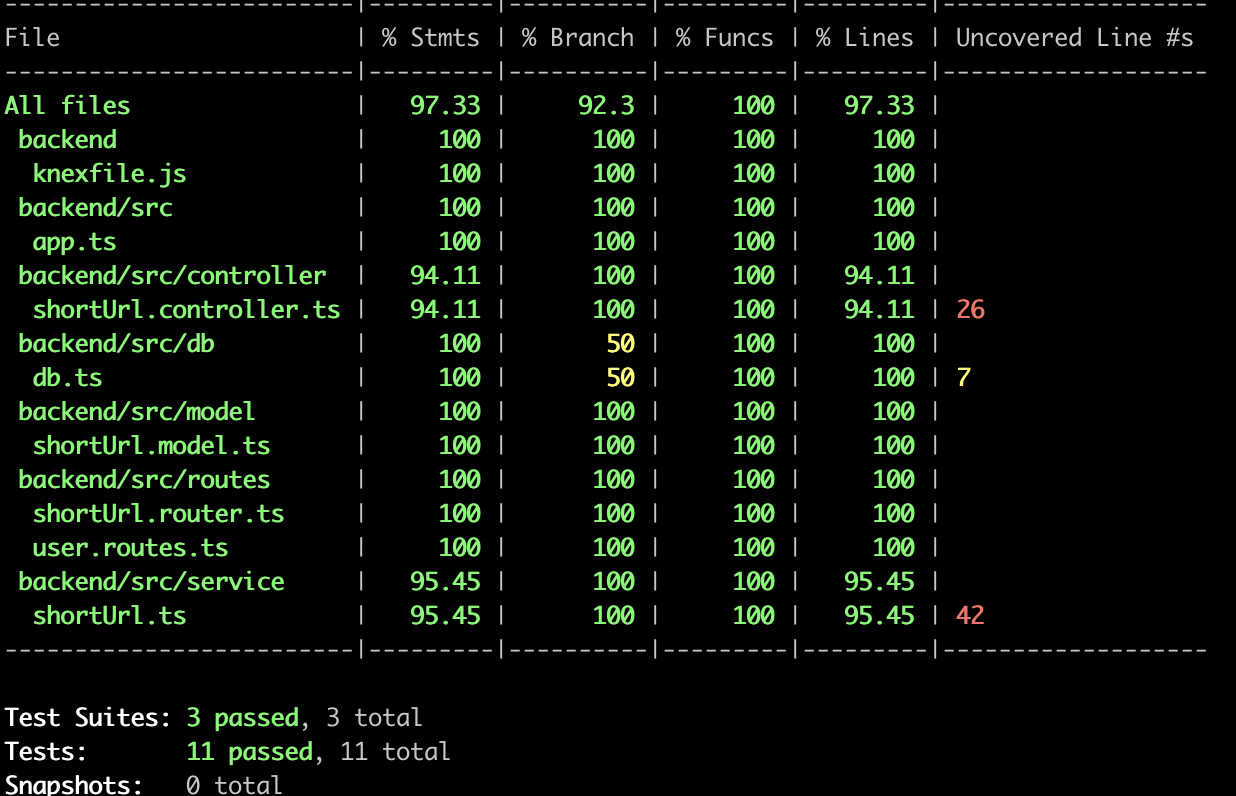 -------------------------|---------|----------|---------|---------|-------------------
File                     | % Stmts | % Branch | % Funcs | % Lines | Uncovered Line #s
-------------------------|---------|----------|---------|---------|-------------------
All files                |   97.33 |     92.3 |     100 |   97.33 |
 backend                 |     100 |      100 |     100 |     100 |
  knexfile.js            |     100 |      100 |     100 |     100 |
 backend/src             |     100 |      100 |     100 |     100 |
  app.ts                 |     100 |      100 |     100 |     100 |
 backend/src/controller  |   94.11 |      100 |     100 |   94.11 |
  shortUrl.controller.ts |   94.11 |      100 |     100 |   94.11 | 26
 backend/src/db          |     100 |       50 |     100 |     100 |
  db.ts                  |     100 |       50 |     100 |     100 | 7
 backend/src/model       |     100 |      100 |     100 |     100 |
  shortUrl.model.ts      |     100 |      100 |     100 |     100 |
 backend/src/routes      |     100 |      100 |     100 |     100 |
  shortUrl.router.ts     |     100 |      100 |     100 |     100 |
  user.routes.ts         |     100 |      100 |     100 |     100 |
 backend/src/service     |   95.45 |      100 |     100 |   95.45 |
  shortUrl.ts            |   95.45 |      100 |     100 |   95.45 | 42
-------------------------|---------|----------|---------|---------|-------------------
Test Suites: 3 passed, 3 total
Tests:       11 passed, 11 total
Snapshots:   0 total